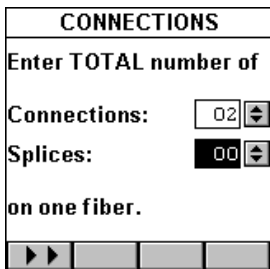 CONNECTIONS
Enter TOTAL number of
Connections: 02
Splices: 00
on one fiber.